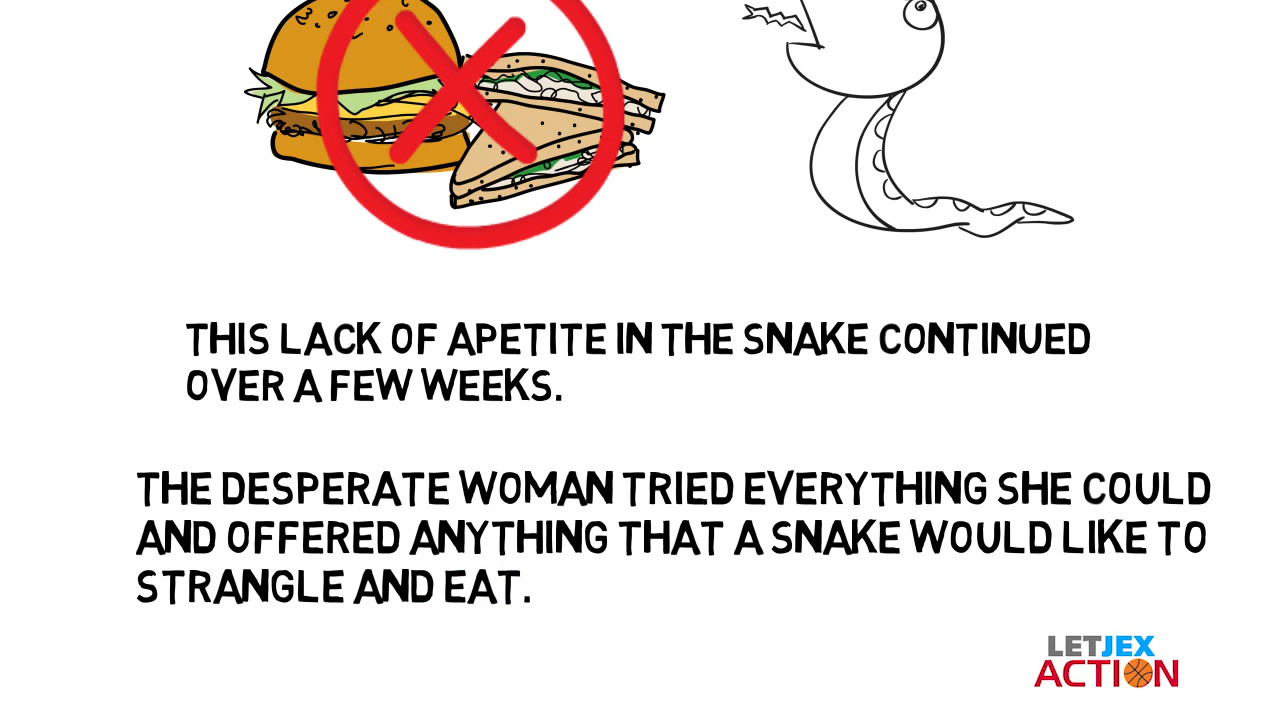 THIS LACK OF APETITE IN THE SNAKE CONTINUED
OVER A FEW WEEKS.
THE DESPERATE WOMAN TRIED EVERYTHING SHE COULD
AND OFFERED ANYTHING THAT A SNAKE WOULD LIKE TO
STRANGLE AND EAT.
LETJEX
ACTION